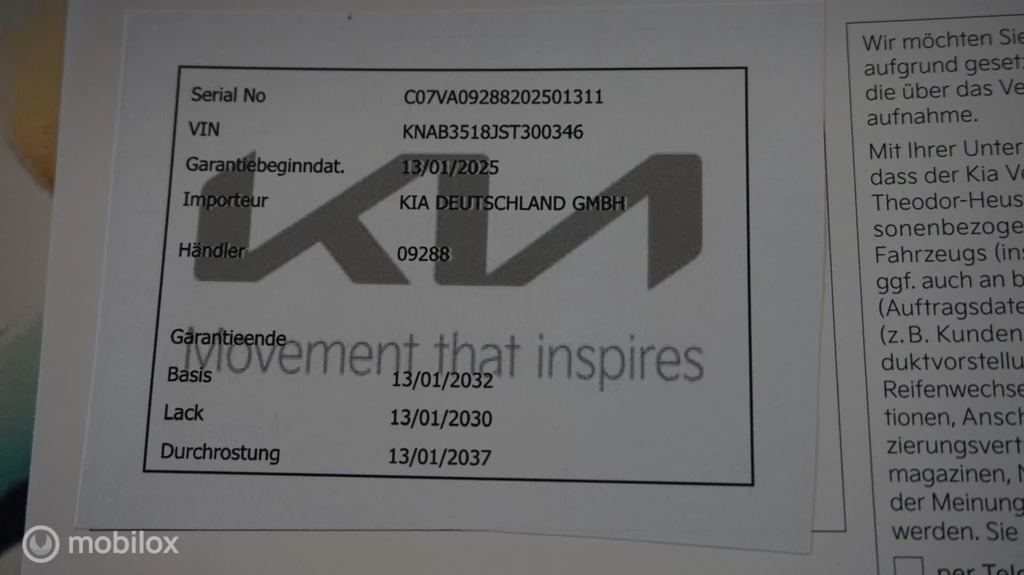 Serial No C07VA09288202501311
VIN KNAB3518JST300346
Garantiebeginndat. 13/01/2025
Importeur KIA DEUTSCHLAND GMBH
Händler 09288
KIA
Movement that inspires
Garantieende
Basis 13/01/2032
Lack 13/01/2030
Durchrostung 13/01/2037
Wir möchten Sie
aufgrund geset
die über das Ve
aufnahme.
Mit Ihrer Unter
dass der Kia Ve
Theodor-Heus
sonenbezoge
Fahrzeugs (in
ggf. auch an b
(Auftragsdate
(z. B. Kunden
duktvorstellu
Reifenwechse
tionen, Ansch
zierungsvert
magazinen, N
der Meinung
werden. Sie
per Tele
mobilox